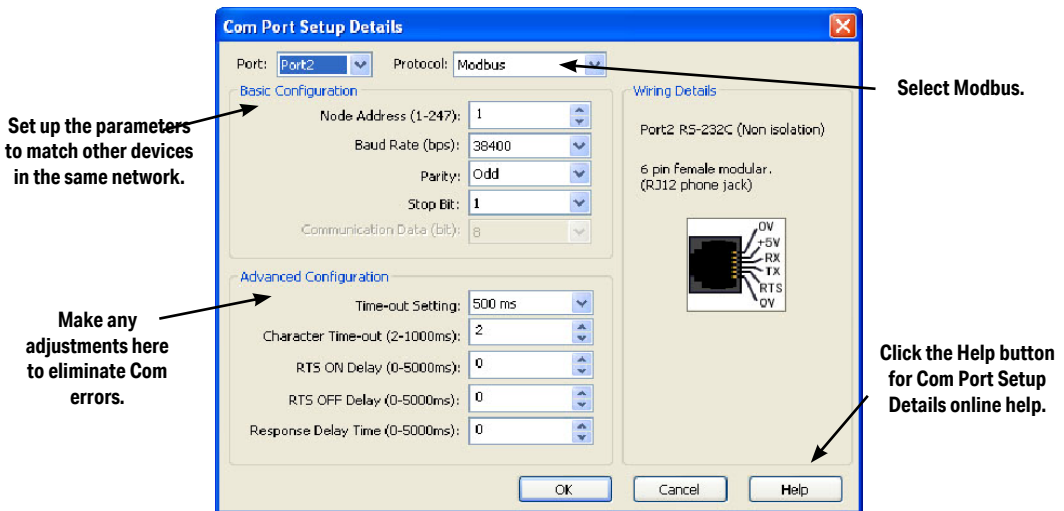 Com Port Setup Details
Port: Port2 Protocol: Modbus
Select Modbus.
Basic Configuration
Node Address (1-247): 1
Baud Rate (bps): 38400
Parity: Odd
Stop Bit: 1
Communication Data (bit): 8
Set up the parameters
to match other devices
in the same network.
Wiring Details
Port2 RS-232C (Non isolation)
6 pin female modular.
(RJ12 phone jack)
0V
+5V
RX
TX
RTS
0V
Advanced Configuration
Time-out Setting: 500 ms
Character Time-out (2-1000ms): 2
RTS ON Delay (0-5000ms): 0
RTS OFF Delay (0-5000ms): 0
Response Delay Time (0-5000ms): 0
Make any
adjustments here
to eliminate Com
errors.
Click the Help button
for Com Port Setup
Details online help.
OK Cancel Help